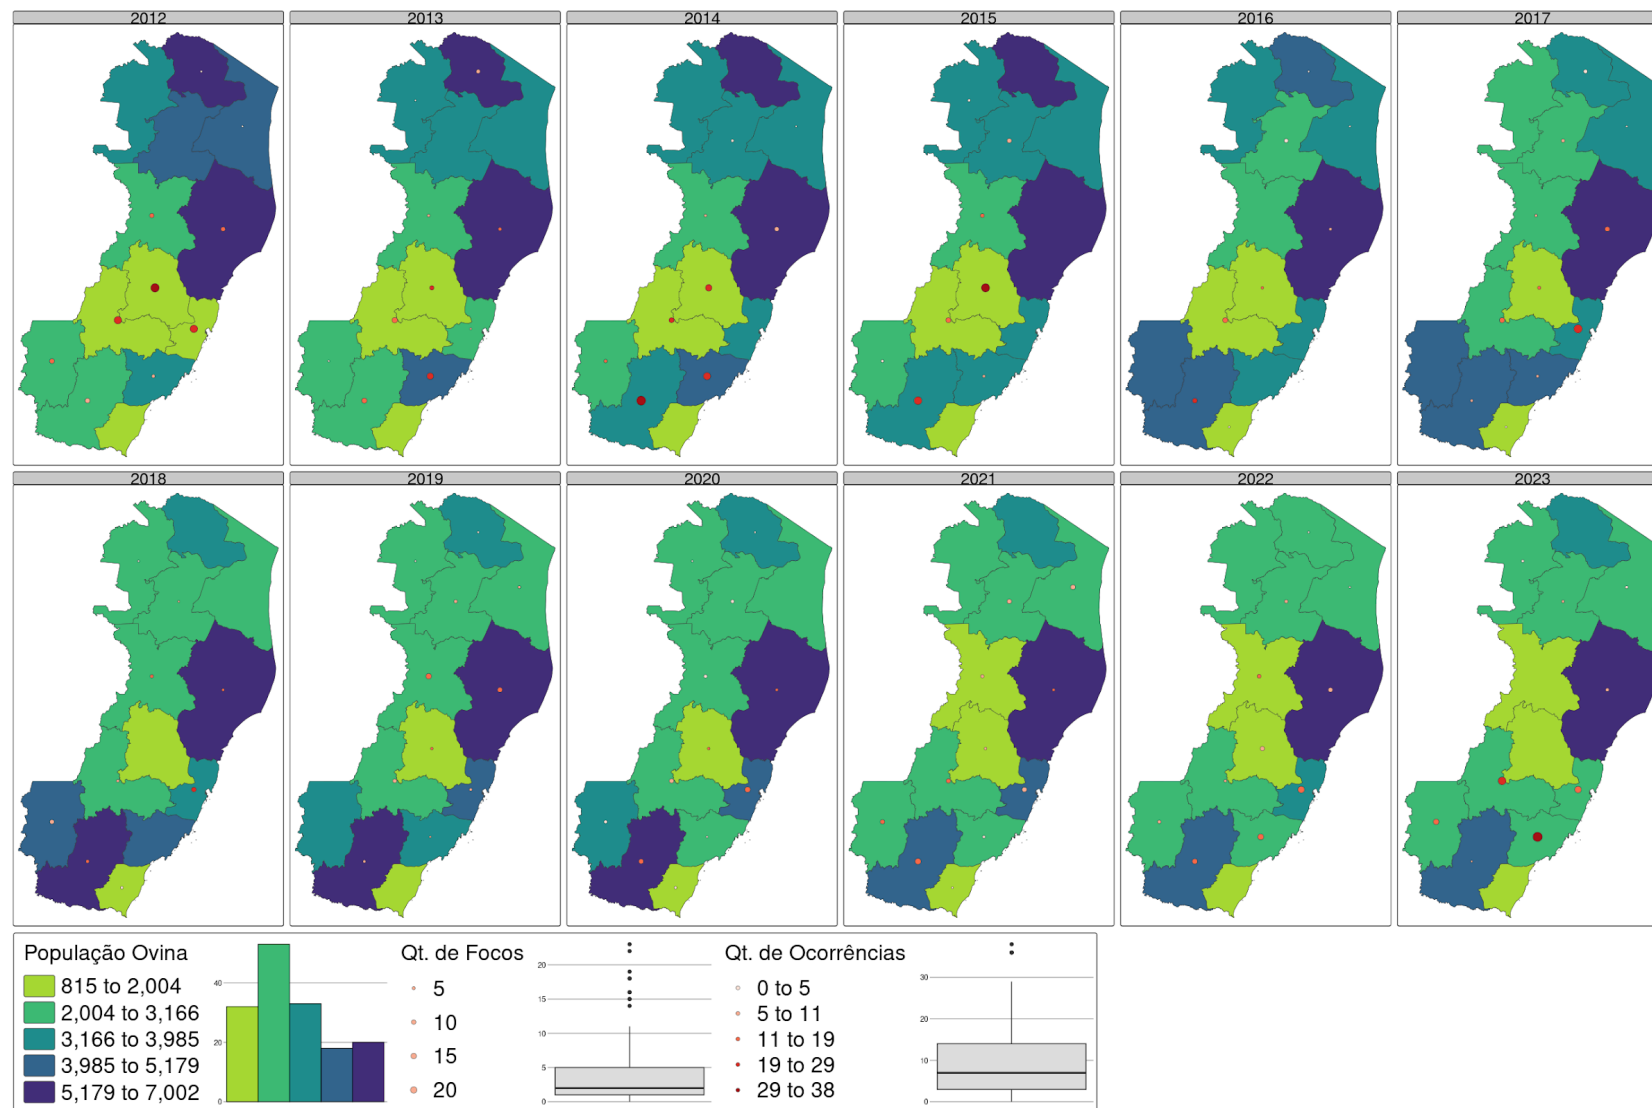 2012 2013 2014 2015 2016 2017
2018 2019 2020 2021 2022 2023
População Ovina
815 to 2,004
2,004 to 3,166
3,166 to 3,985
3,985 to 5,179
5,179 to 7,002
40
20
0
Qt. de Focos
5
10
15
20
20
15
10
5
0
Qt. de Ocorrências
0 to 5
5 to 11
11 to 19
19 to 29
29 to 38
30
20
10
0